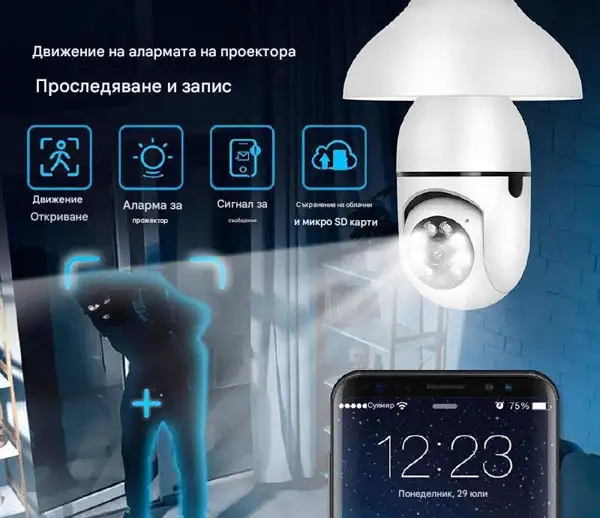 Движение на алармата на проектора
Проследяване и запис
Движение
Откриване
Аларма за
прожектор
Сигнал за
съобщение
Съхранение на облачни
и микро SD карти
Суямир
75%
12:23
Понеделник, 29 юли